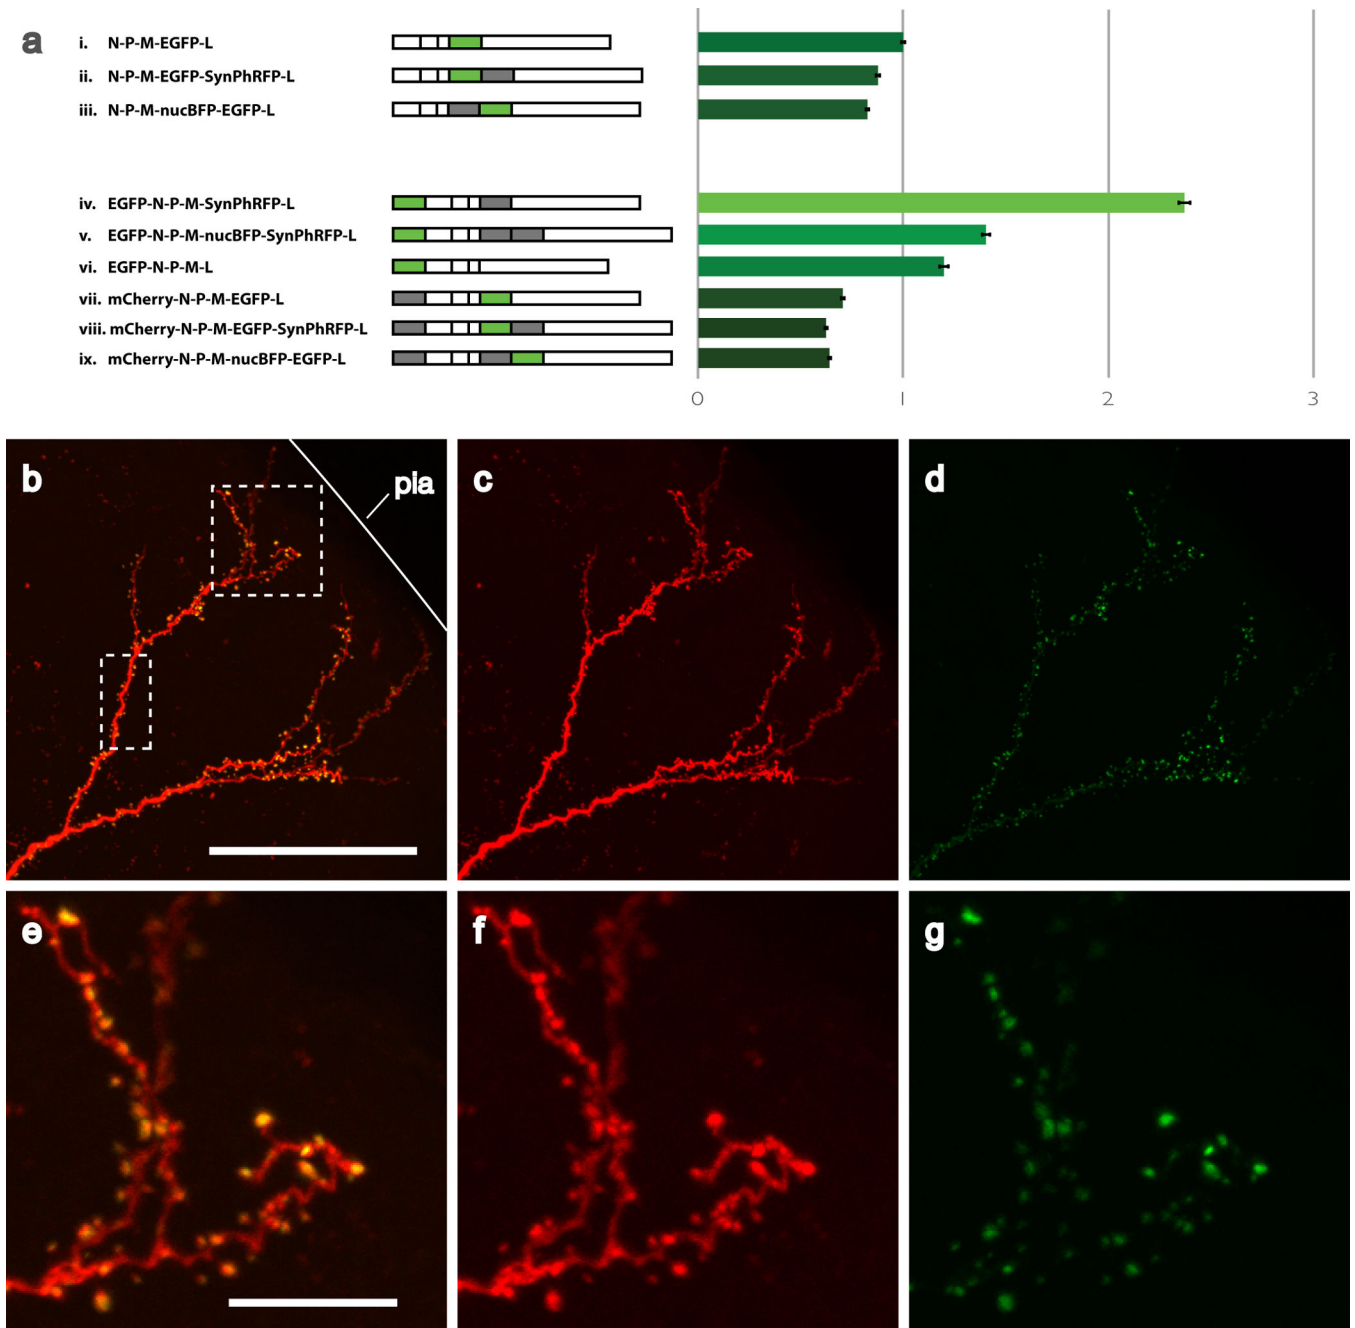 a
i. N-P-M-EGFP-L
ii. N-P-M-EGFP-SynPhRFP-L
iii. N-P-M-nucBFP-EGFP-L
iv. EGFP-N-P-M-SynPhRFP-L
v. EGFP-N-P-M-nucBFP-SynPhRFP-L
vi. EGFP-N-P-M-L
vii. mCherry-N-P-M-EGFP-L
viii. mCherry-N-P-M-EGFP-SynPhRFP-L
ix. mCherry-N-P-M-nucBFP-EGFP-L
0 1 2 3
b pia c d
e f g